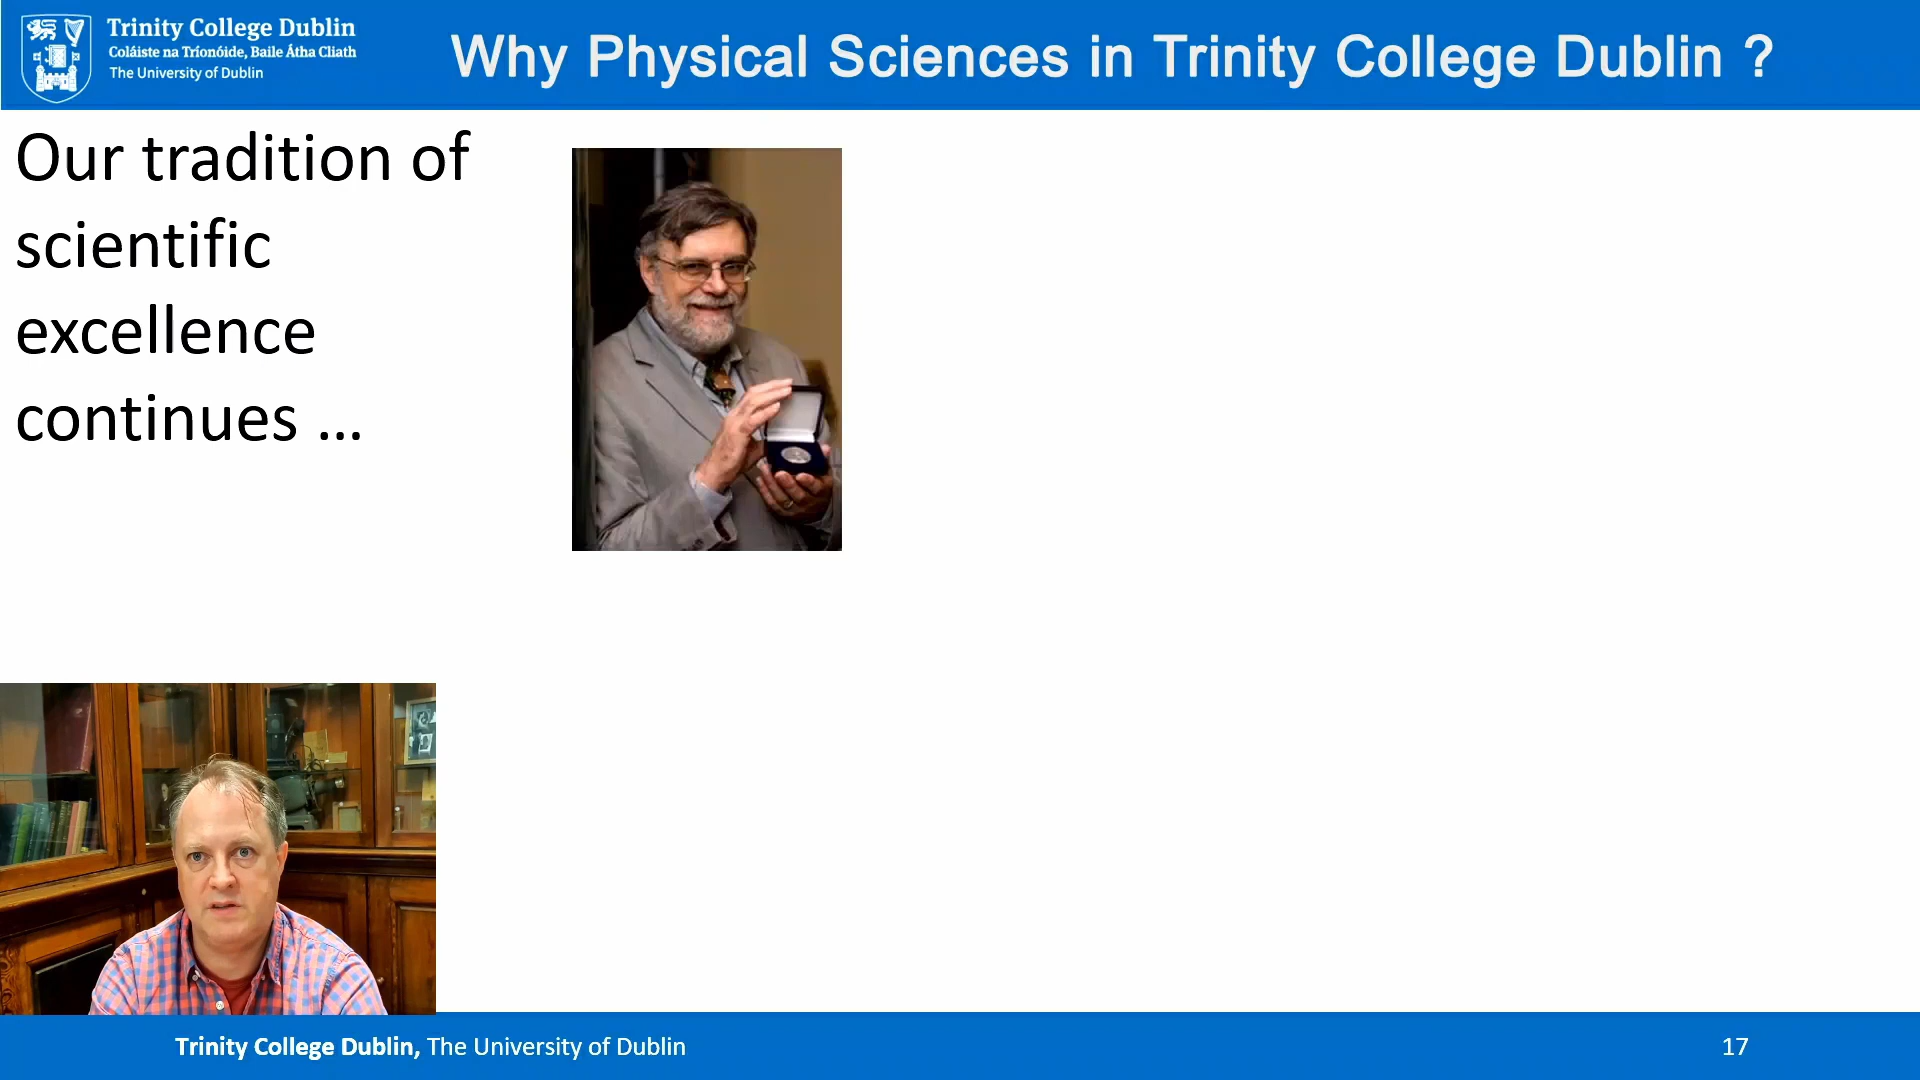 Trinity College Dublin
Coláiste na Tríonóide, Baile Átha Cliath
The University of Dublin
Why Physical Sciences in Trinity College Dublin ?
Our tradition of
scientific
excellence
continues ...
Trinity College Dublin, The University of Dublin
17